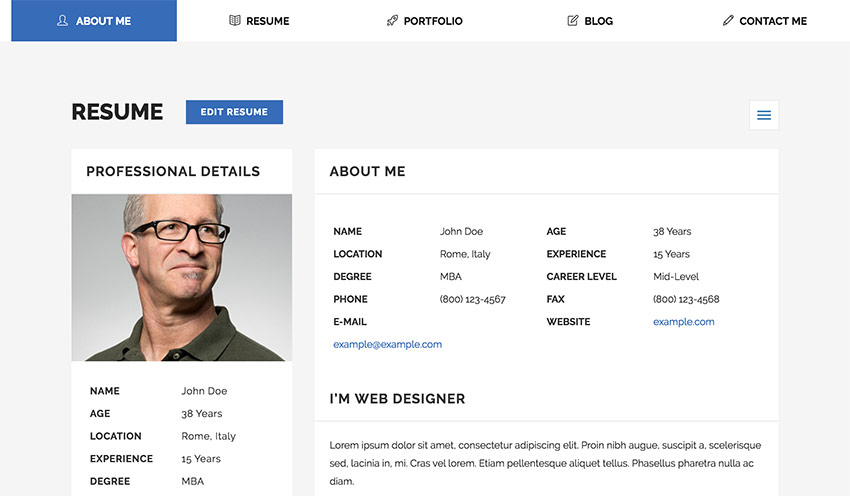 ABOUT ME RESUME PORTFOLIO BLOG CONTACT ME
RESUME EDIT RESUME
PROFESSIONAL DETAILS
NAME John Doe
AGE 38 Years
LOCATION Rome, Italy
EXPERIENCE 15 Years
DEGREE MBA
ABOUT ME
NAME John Doe AGE 38 Years
LOCATION Rome, Italy EXPERIENCE 15 Years
DEGREE MBA CAREER LEVEL Mid-Level
PHONE (800) 123-4567 FAX (800) 123-4568
E-MAIL WEBSITE example.com
example@example.com
I'M WEB DESIGNER
Lorem ipsum dolor sit amet, consectetur adipiscing elit. Proin nibh augue, suscipit a, scelerisque
sed, lacinia in, mi. Cras vel lorem. Etiam pellentesque aliquet tellus. Phasellus pharetra nulla ac
diam.